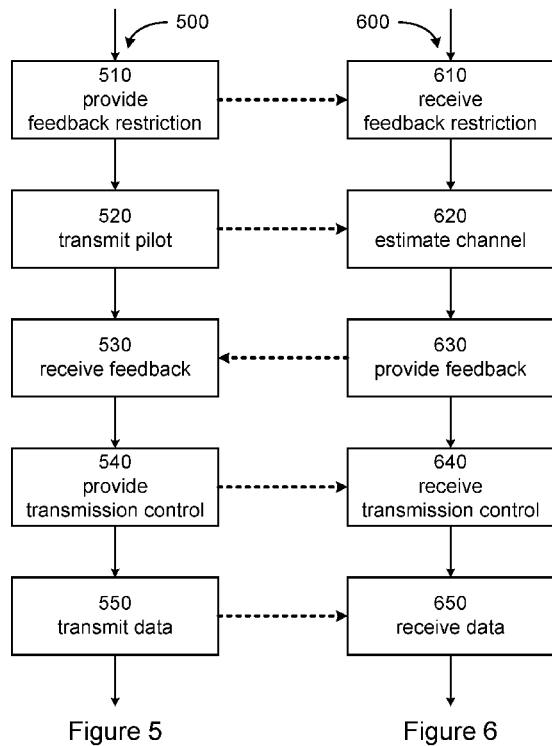 500
600
510
provide
feedback restriction
610
receive
feedback restriction
520
transmit pilot
620
estimate channel
530
receive feedback
630
provide feedback
540
provide
transmission control
640
receive
transmission control
550
transmit data
650
receive data
Figure 5
Figure 6